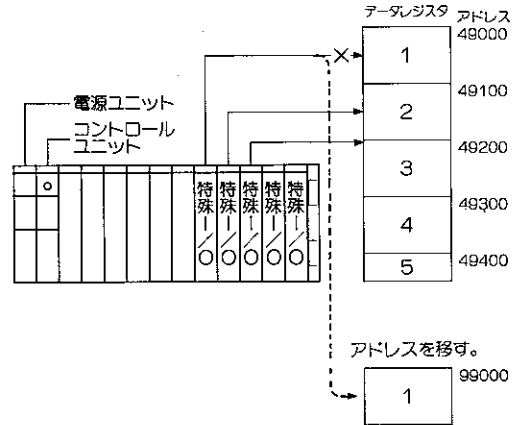 データレジスタ アドレス
49000
1
49100
2
49200
3
49300
4
49400
5
電源ユニット
コントロール
ユニット
特殊I/O
特殊I/O
特殊I/O
特殊I/O
特殊I/O
アドレスを移す。
99000
1